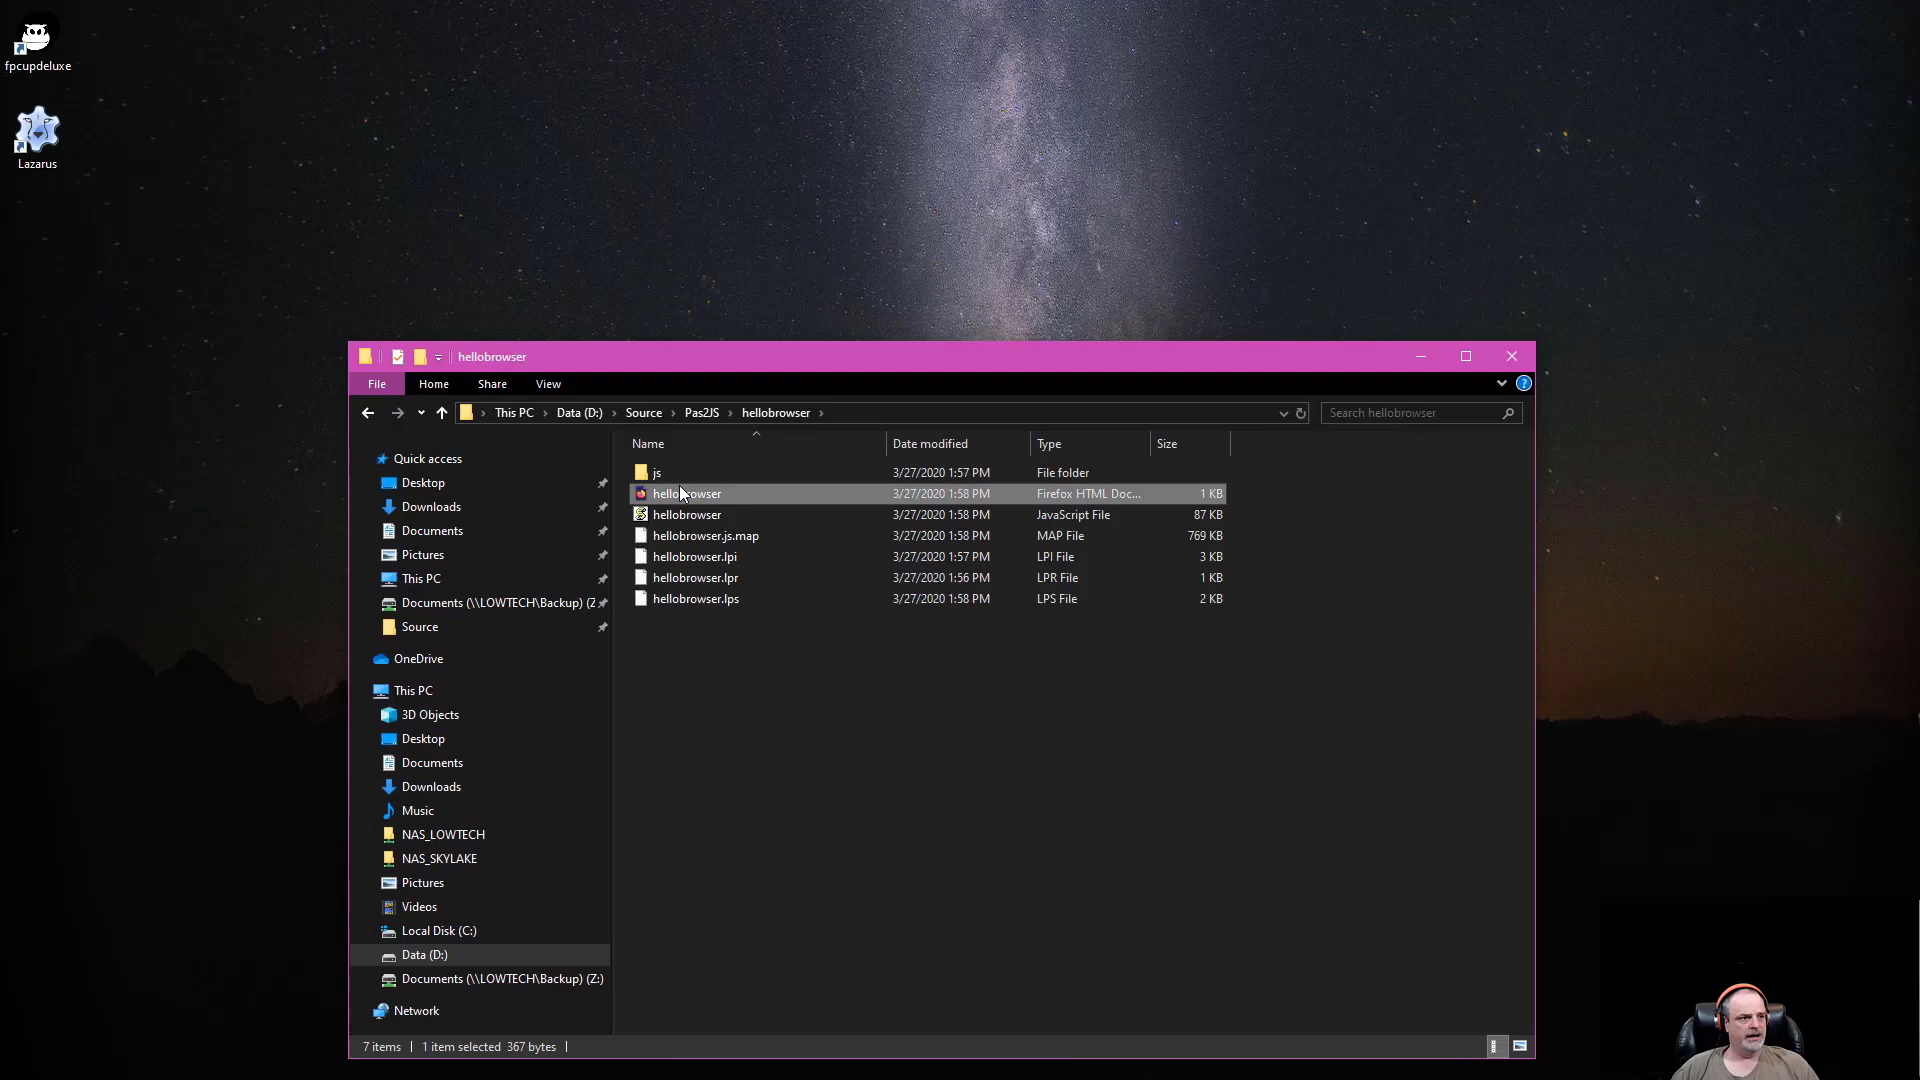 fpcupdeluxe
Lazarus
hellobrowser
File Home Share View
This PC Data (D:) Source Pas2JS hellobrowser
Search hellobrowser
Name Date modified Type Size
js 3/27/2020 1:57 PM File folder
hellobrowser 3/27/2020 1:58 PM Firefox HTML Doc... 1 KB
hellobrowser 3/27/2020 1:58 PM JavaScript File 87 KB
hellobrowser.js.map 3/27/2020 1:58 PM MAP File 769 KB
hellobrowser.lpi 3/27/2020 1:57 PM LPI File 3 KB
hellobrowser.lpr 3/27/2020 1:56 PM LPR File 1 KB
hellobrowser.lps 3/27/2020 1:58 PM LPS File 2 KB
Quick access
Desktop
Downloads
Documents
Pictures
This PC
Documents (\\LOWTECH\Backup) (Z
Source
OneDrive
This PC
3D Objects
Desktop
Documents
Downloads
Music
NAS_LOWTECH
NAS_SKYLAKE
Pictures
Videos
Local Disk (C:)
Data (D:)
Documents (\\LOWTECH\Backup) (Z:)
Network
7 items 1 item selected 367 bytes